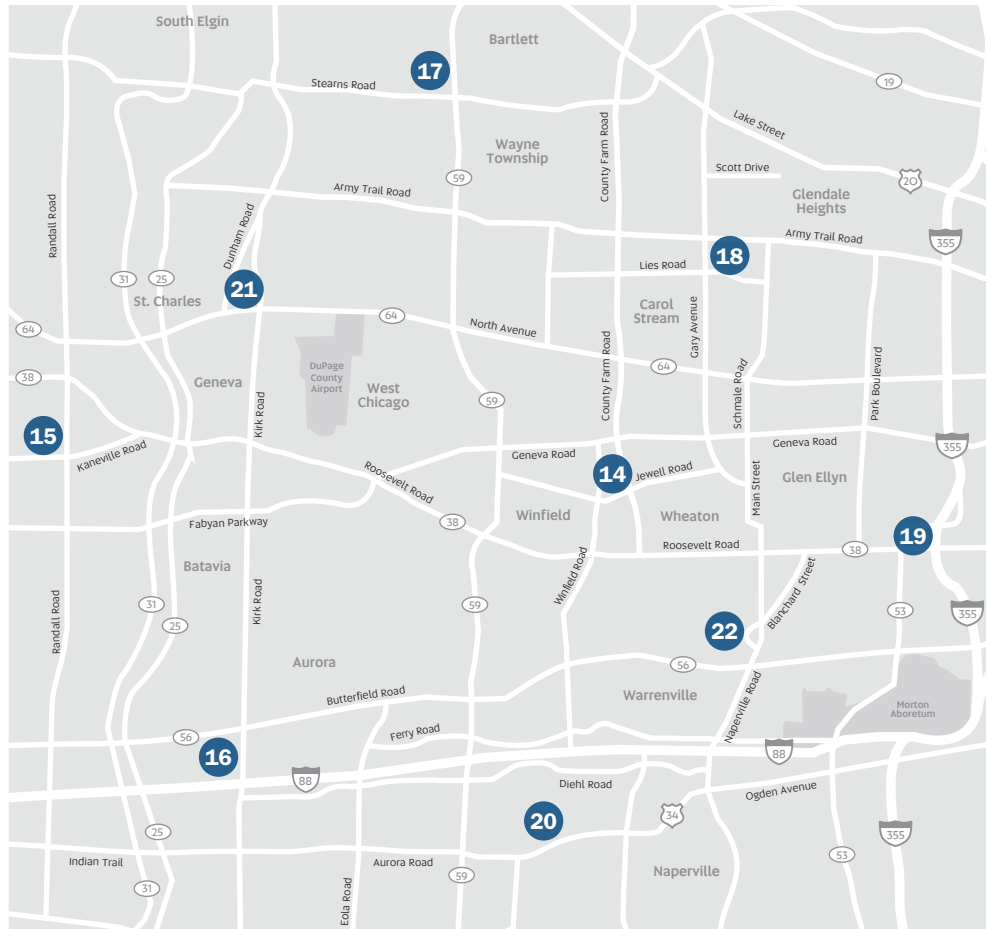 South Elgin
Bartlett
17
Stearns Road
19
Lake Street
County Farm Road
Wayne
Township
59
Scott Drive
20
Glendale
Heights
Randall Road
Army Trail Road
Dunham Road
Army Trail Road
355
18
Lies Road
31
25
21
St. Charles
Carol
Stream
64
64
North Avenue
Gary Avenue
County Farm Road
64
38
DuPage
County
Airport
Geneva
West
Chicago
Schmale Road
Park Boulevard
59
Kirk Road
15
Kaneville Road
Geneva Road
Geneva Road
355
Roosevelt Road
14
Jewell Road
Main Street
Glen Ellyn
Fabyan Parkway
38
Winfield
Wheaton
19
Roosevelt Road
38
Batavia
Winfield Road
Blanchard Street
Randall Road
31
25
Kirk Road
59
53
355
22
Aurora
56
Butterfield Road
Warrenville
Naperville Road
Morton
Arboretum
56
Ferry Road
16
88
88
Diehl Road
Ogden Avenue
20
34
25
355
Indian Trail
Aurora Road
53
31
Eola Road
59
Naperville